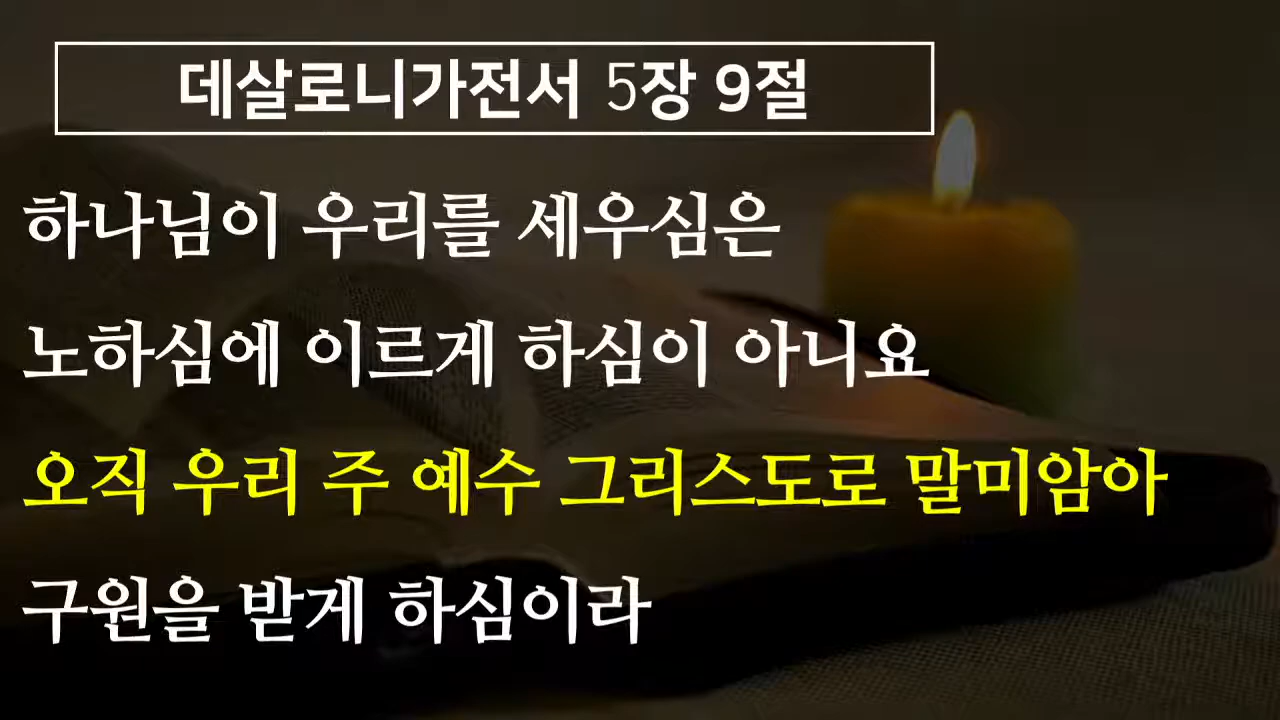 데살로니가전서 5장 9절
하나님이 우리를 세우심은
노하심에 이르게 하심이 아니요
오직 우리 주 예수 그리스도로 말미암아
구원을 받게 하심이라